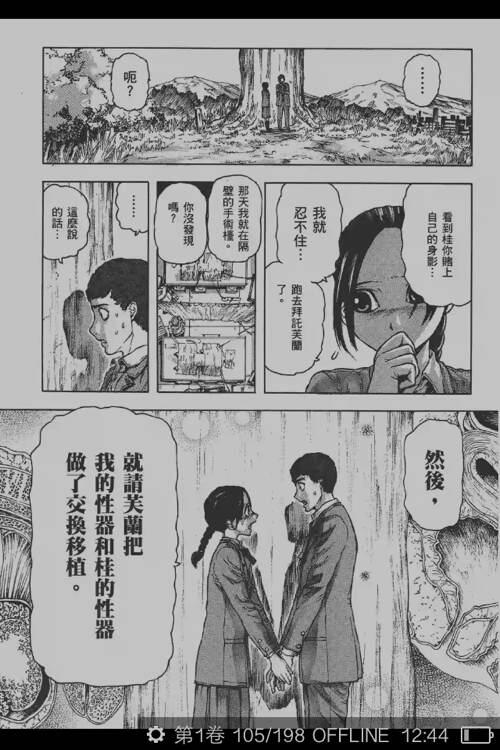 ……
呃？
看到桂你賭上
自己的身影…
我就
忍不住…
跑去拜託芙蘭
了。
那天我就在隔
壁的手術檯。
你沒發現
嗎？
……
這麼說
的話…
然後，
就請芙蘭把
我的性器和桂的性器
做了交換移植。
第1卷 105/198 OFFLINE 12:44